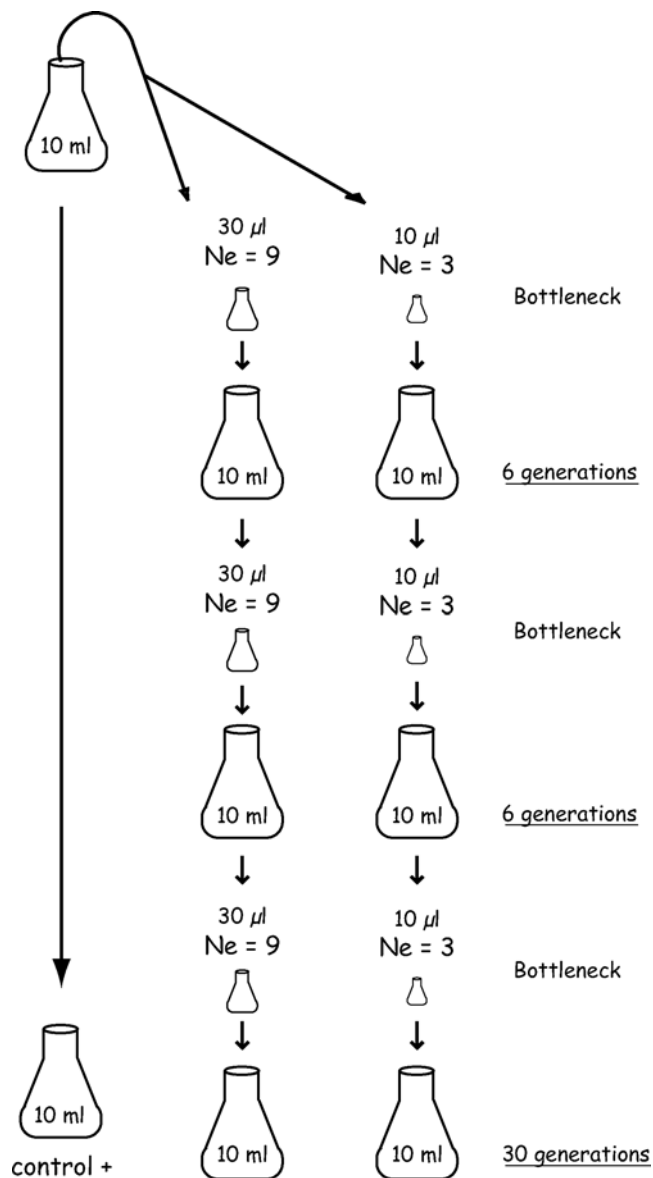 10 ml
30 µl
Ne = 9
10 µl
Ne = 3
Bottleneck
10 ml
10 ml
6 generations
30 µl
Ne = 9
10 µl
Ne = 3
Bottleneck
10 ml
10 ml
6 generations
30 µl
Ne = 9
10 µl
Ne = 3
Bottleneck
10 ml
control +
10 ml
10 ml
30 generations